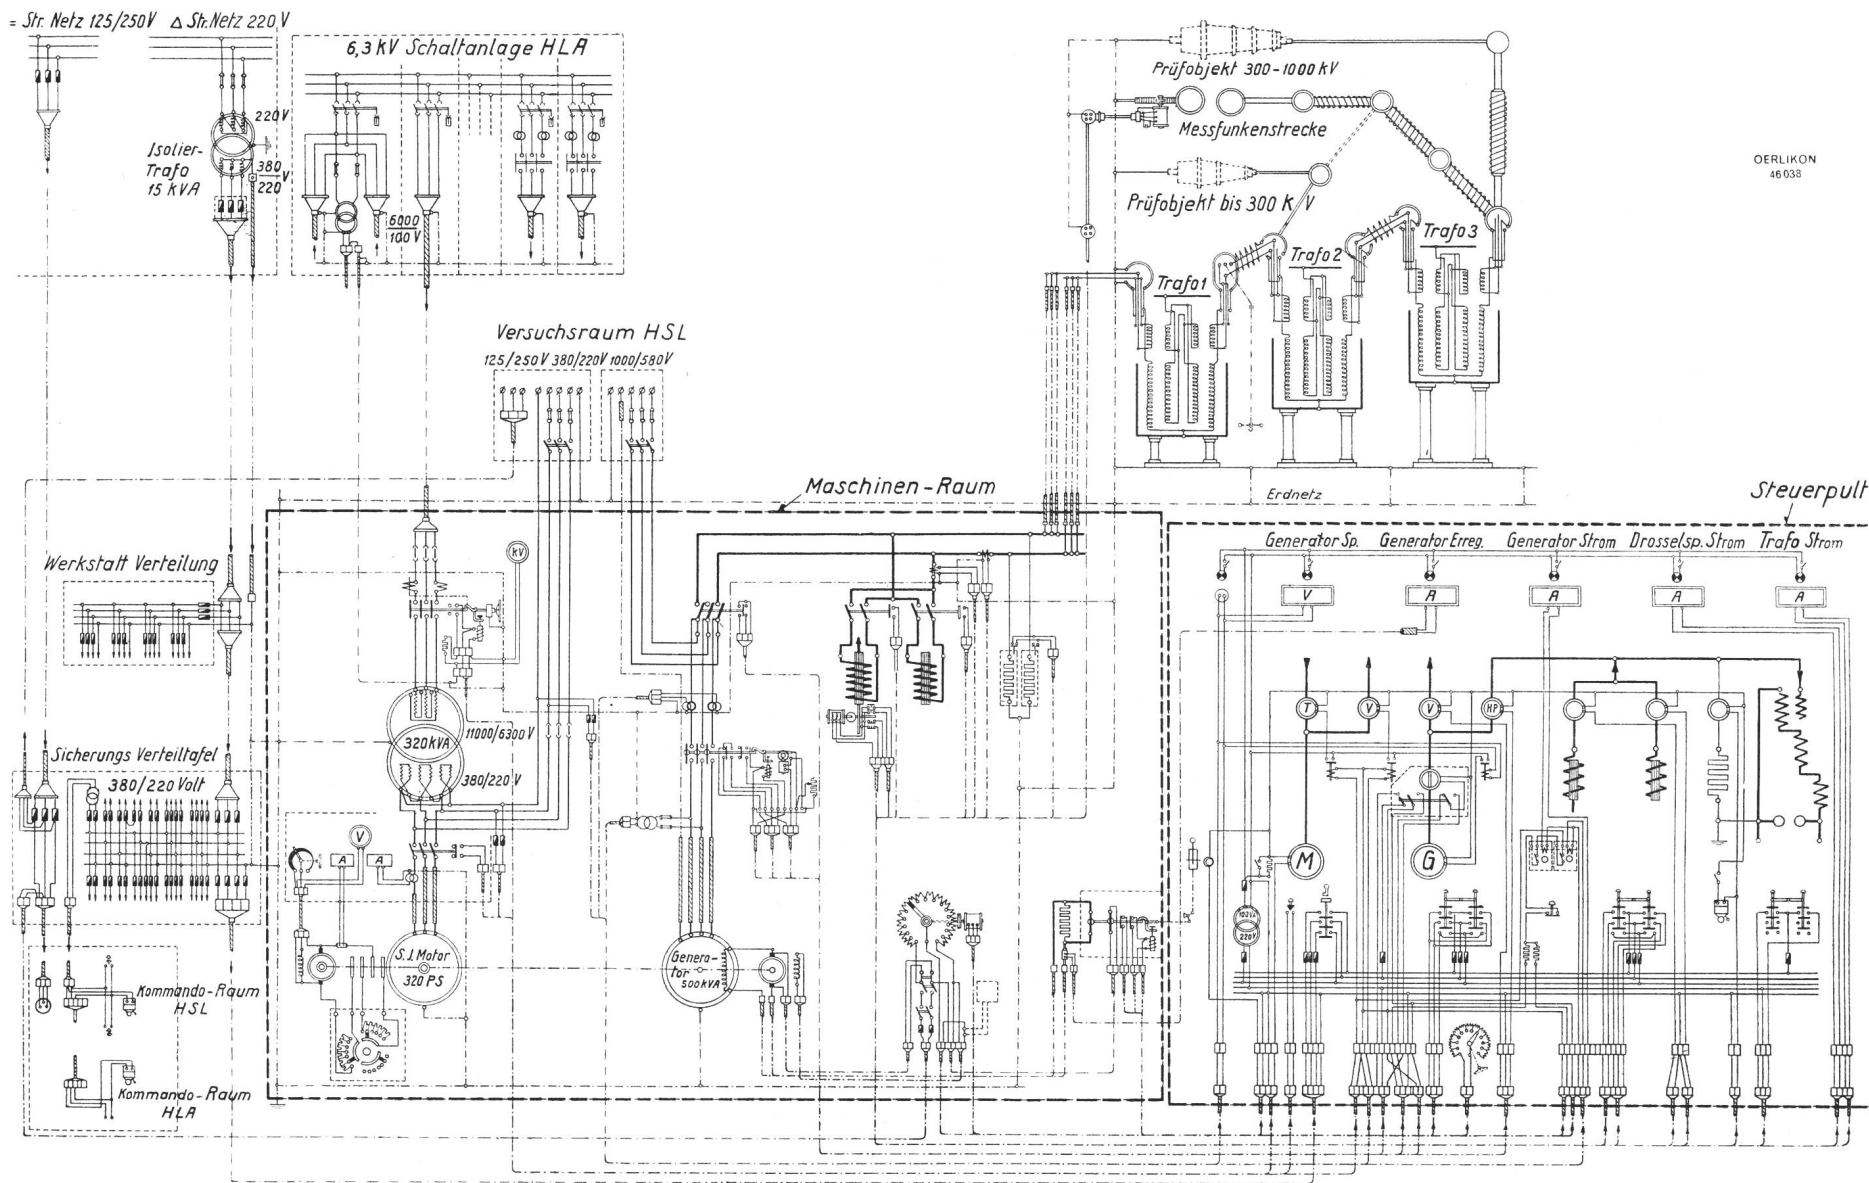 = Str. Netz 125/250V Δ Str. Netz 220 V
6,3 kV Schaltanlage HLA
220V
Isolier-
Trafo
15 kVA
380
220 V
6000
100 V
Prüfobjekt 300-1000 kV
Messfunkenstrecke
Prüfobjekt bis 300 K V
OERLIKON
46038
Trafo 1
Trafo 2
Trafo 3
Versuchsraum HSL
125/250 V 380/220V 1000/580V
Erdnetz
Maschinen-Raum
Steuerpult
Werkstatt Verteilung
kV
320 kVA
11000/6300 V
380/220 V
Sicherungs Verteiltafel
380/220 Volt
V
A
A
S.J. Motor
320 PS
Genera-
tor
500 kVA
Kommando-Raum
HSL
Kommando-Raum
HLA
Generator Sp. Generator Erreg. Generator Strom Drosselsp. Strom Trafo Strom
V A A A A
T V V HP
M G
W W
220V